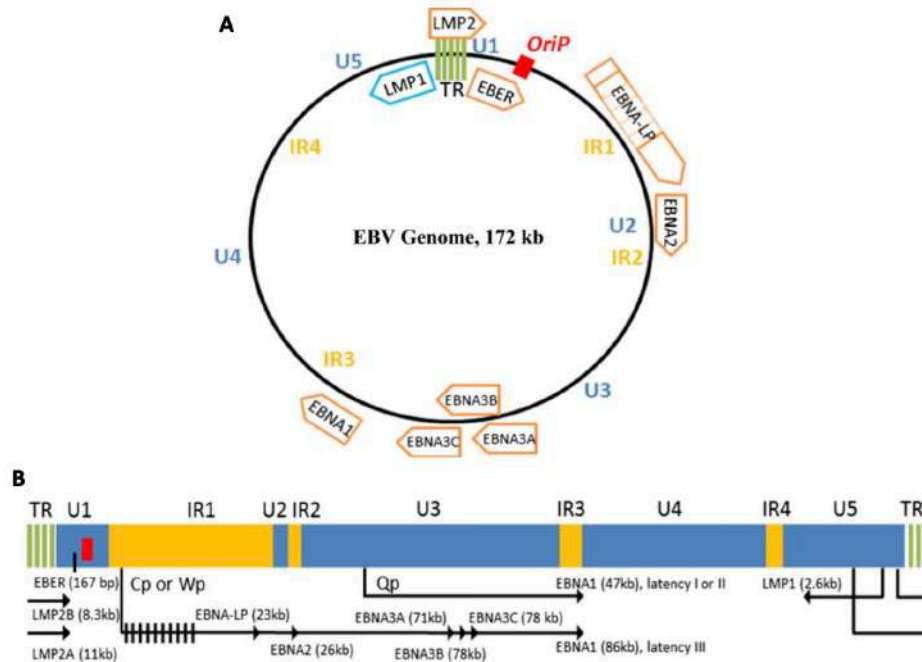 A
LMP2
U1
OriP
U5
LMP1
TR
EBER
EBNA-LP
IR4
IR1
EBNA2
U2
EBV Genome, 172 kb
U4
IR2
IR3
U3
EBNA1
EBNA3B
EBNA3C
EBNA3A
B
TR U1 IR1 U2 IR2 U3 IR3 U4 IR4 U5 TR
EBER (167 bp) Cp or Wp Qp EBNA1 (47kb), latency I or II LMP1 (2.6kb)
LMP2B (8.3kb) EBNA-LP (23kb) EBNA3A (71kb) EBNA3C (78 kb)
LMP2A (11kb) EBNA2 (26kb) EBNA3B (78kb) EBNA1 (86kb), latency III